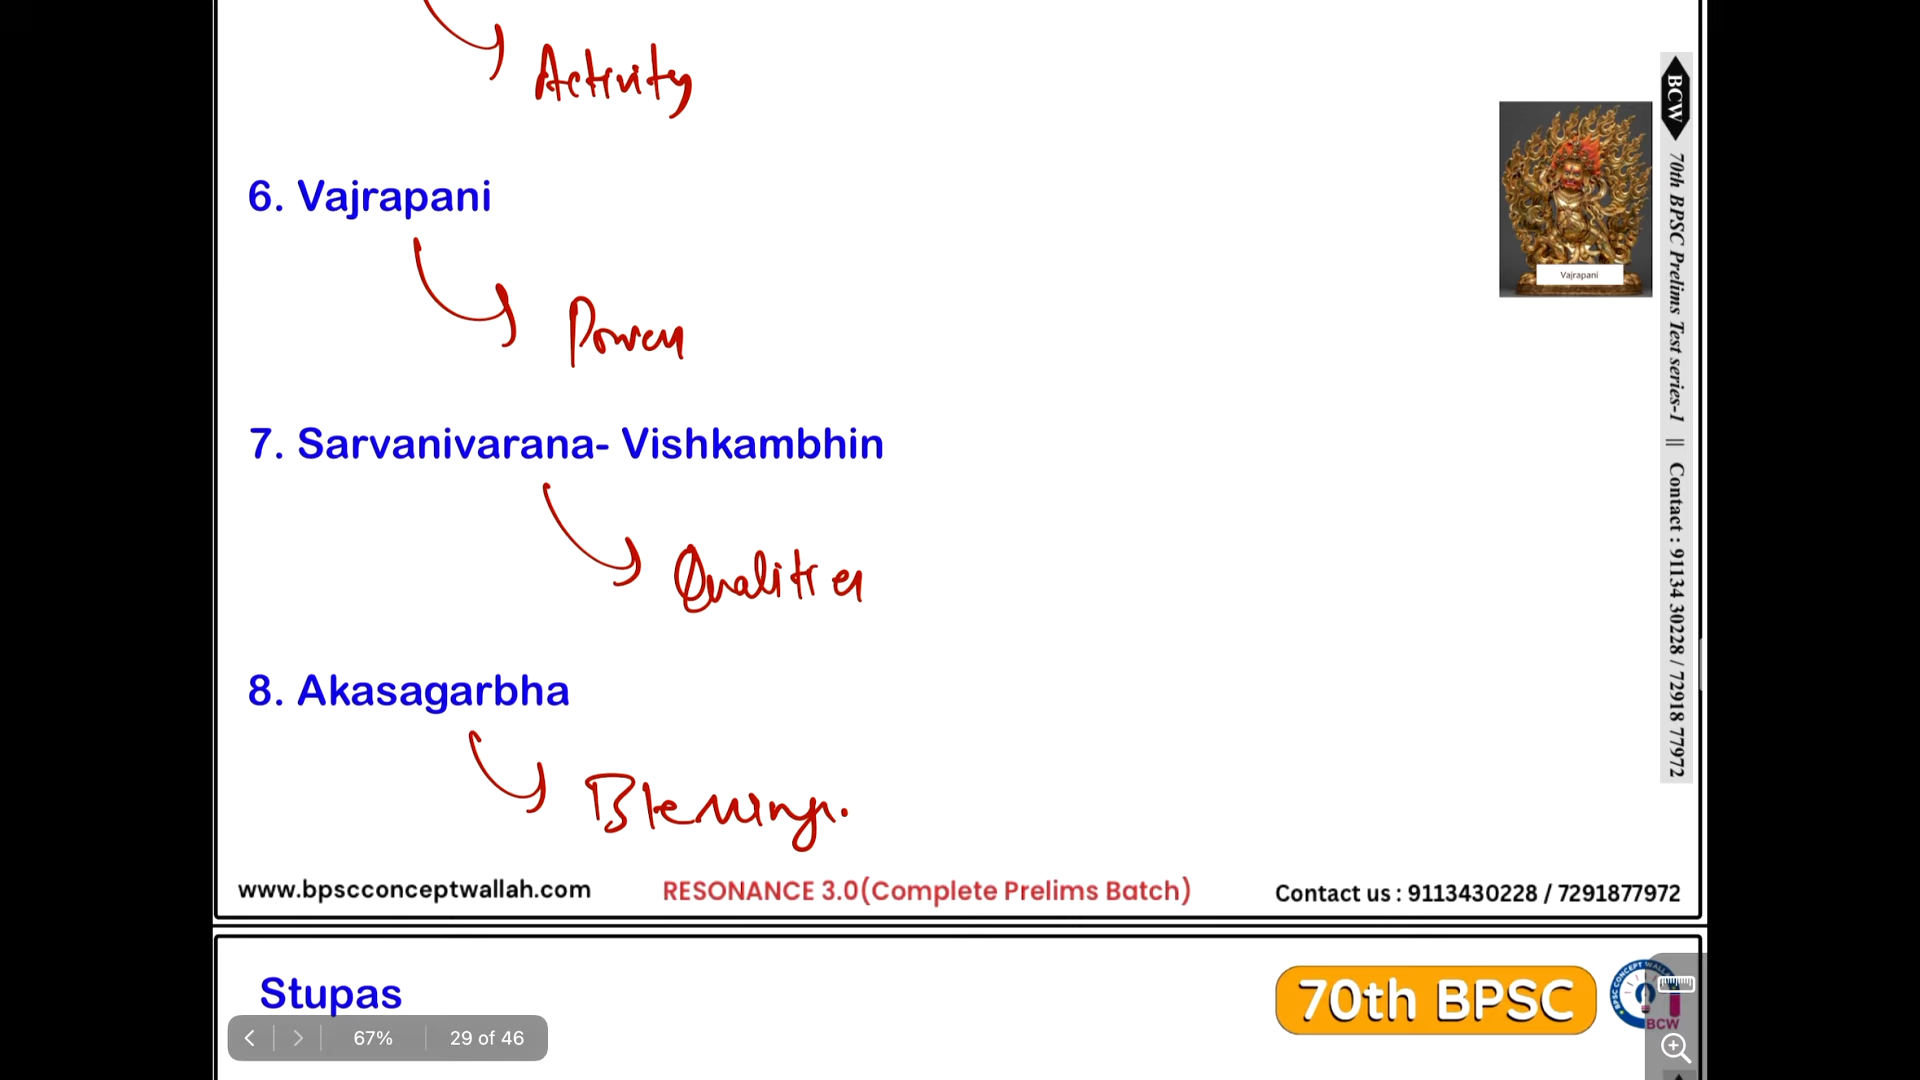 Activity
6. Vajrapani
Vajrapani
Power
7. Sarvanivarana- Vishkambhin
Qualities
8. Akasagarbha
Blessings.
www.bpscconceptwallah.com
RESONANCE 3.0(Complete Prelims Batch)
Contact us : 9113430228 / 7291877972
BCW
70th BPSC Prelims Test series-1 || Contact : 91134 30228 / 72918 77972
Stupas
70th BPSC
BCW
67%
29 of 46